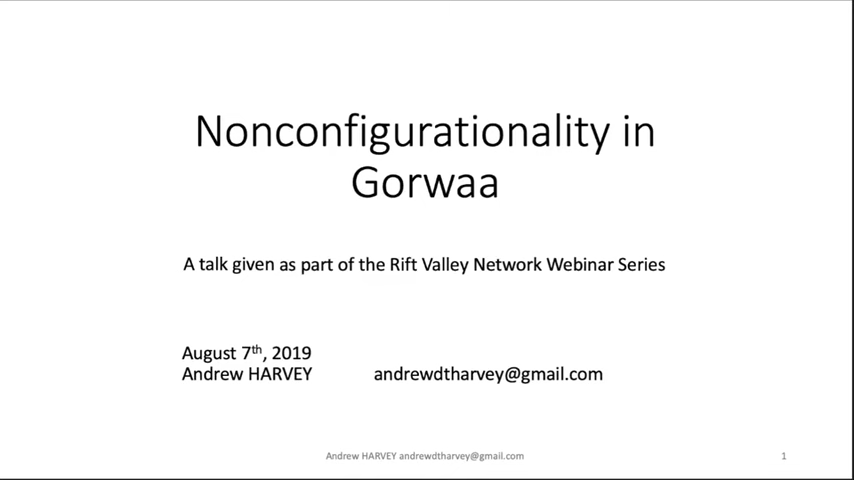 Nonconfigurationality in
Gorwaa
A talk given as part of the Rift Valley Network Webinar Series
August 7th, 2019
Andrew HARVEY andrewdtharvey@gmail.com
Andrew HARVEY andrewdtharvey@gmail.com 1